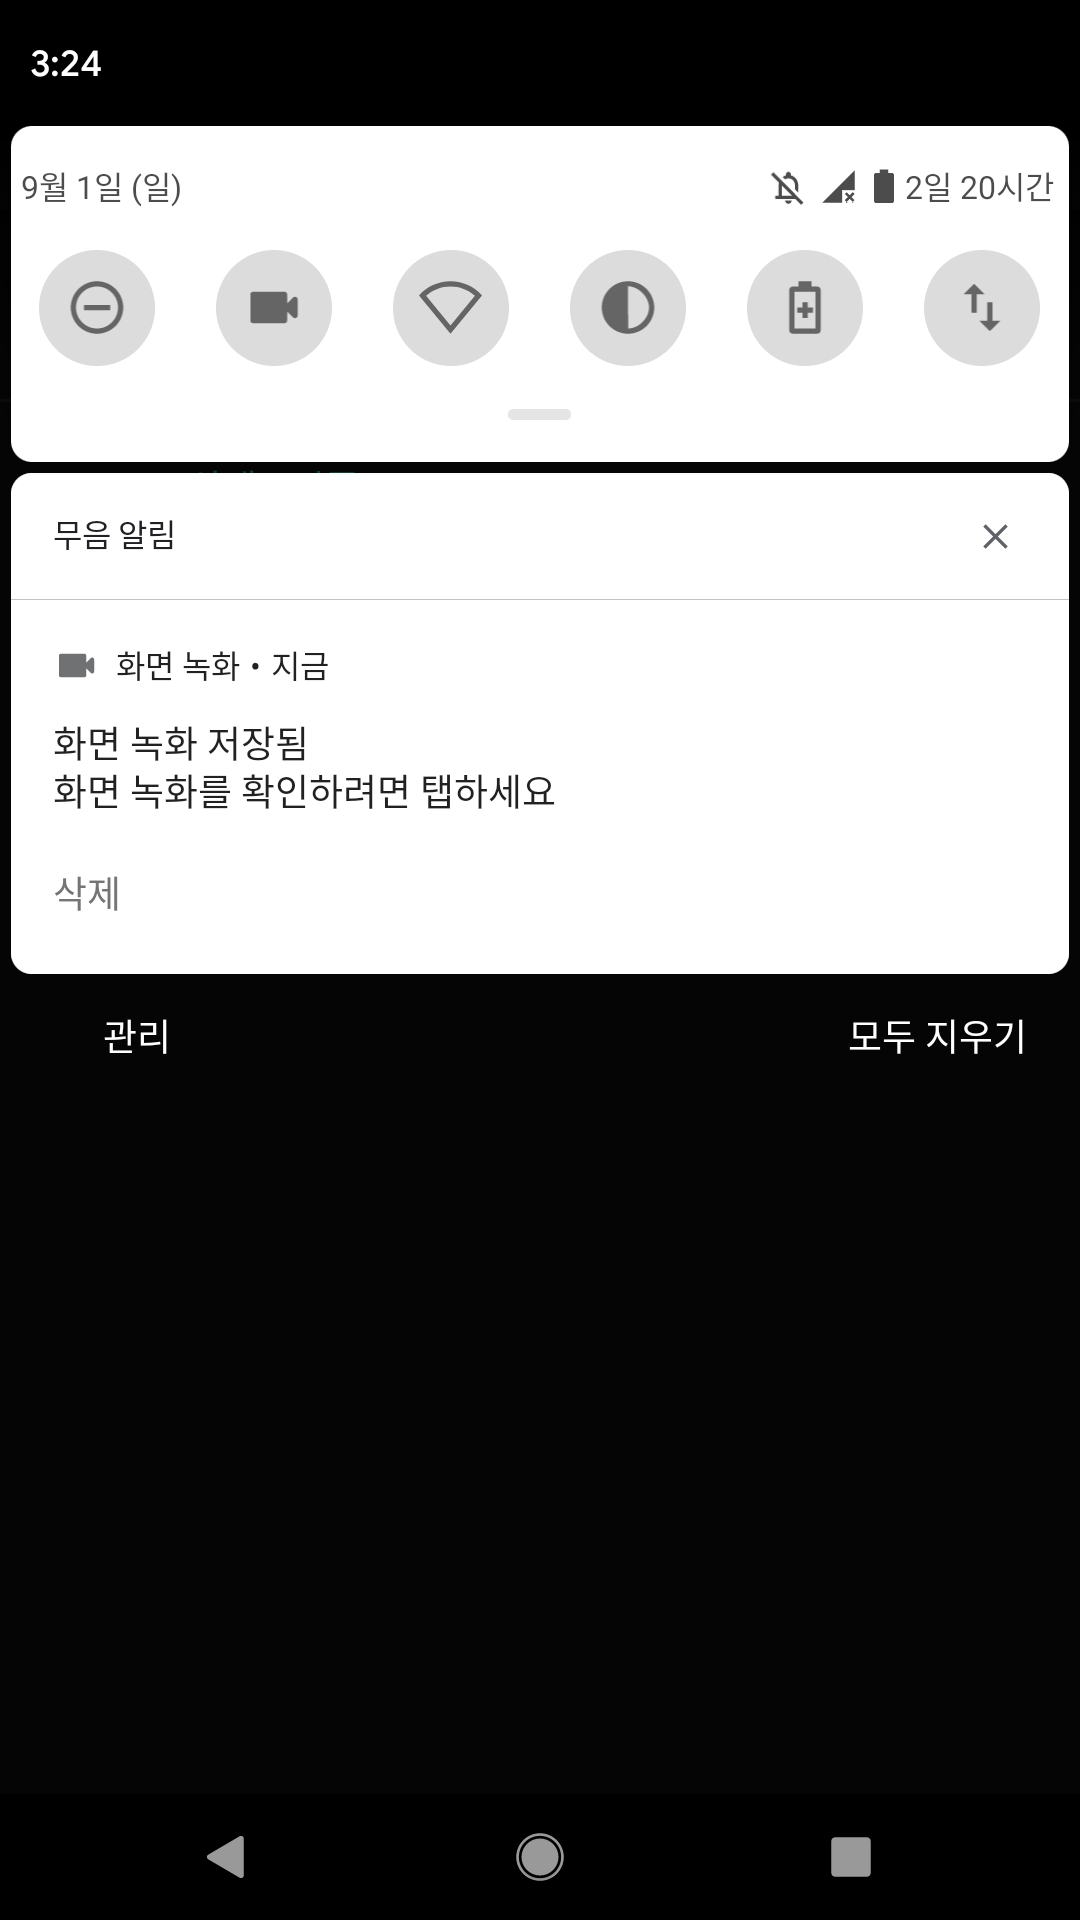 3:24
9월 1일 (일)
2일 20시간
무음 알림
화면 녹화 • 지금
화면 녹화 저장됨
화면 녹화를 확인하려면 탭하세요
삭제
관리
모두 지우기